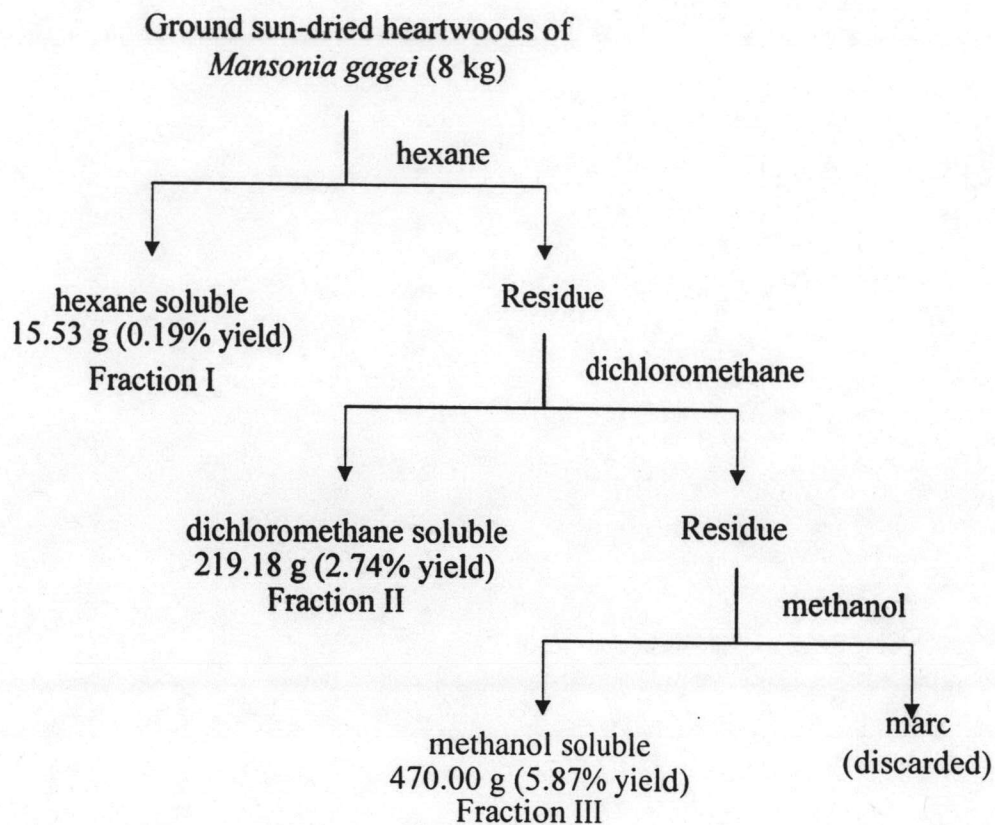 Ground sun-dried heartwoods of
Mansonia gagei (8 kg)
hexane
hexane soluble
15.53 g (0.19% yield)
Fraction I
Residue
dichloromethane
dichloromethane soluble
219.18 g (2.74% yield)
Fraction II
Residue
methanol
methanol soluble
470.00 g (5.87% yield)
Fraction III
marc
(discarded)